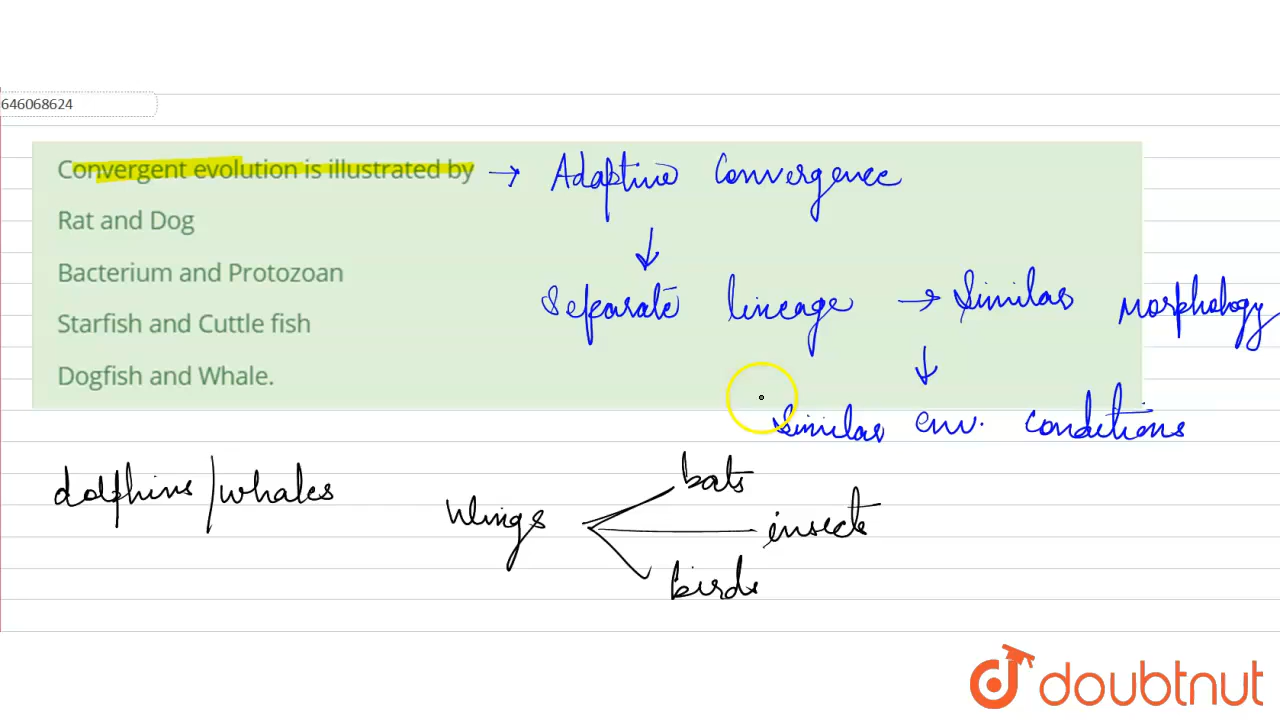 646068624
Convergent evolution is illustrated by → Adaptive Convergence
Rat and Dog
Bacterium and Protozoan
Starfish and Cuttle fish
Dogfish and Whale.
↓
Separate lineage → Similar Morphology
↓
Similar env. conditions
dolphins / whales
Wings
bats
insects
birds
doubtnut